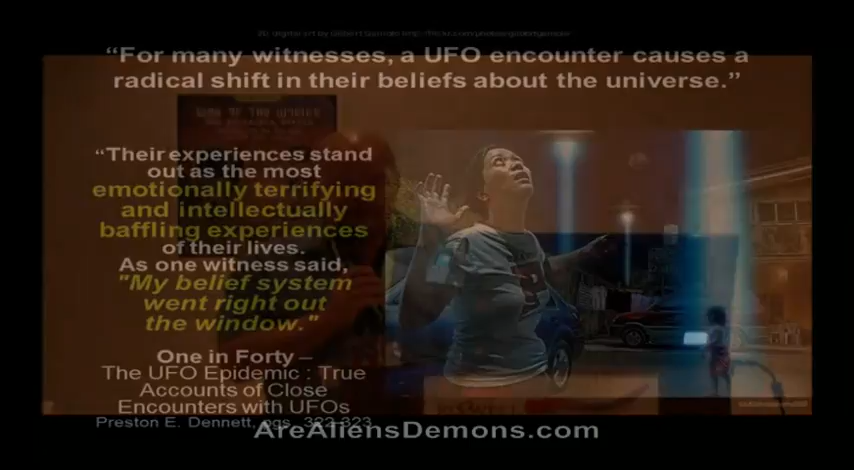 “For many witnesses, a UFO encounter causes a
radical shift in their beliefs about the universe.”
“Their experiences stand
out as the most
emotionally terrifying
and intellectually
baffling experiences
of their lives.
As one witness said,
"My belief system
went right out
the window."
One in Forty –
The UFO Epidemic : True
Accounts of Close
Encounters with UFOs
Preston E. Dennett, pgs. 322-323
AreAliensDemons.com